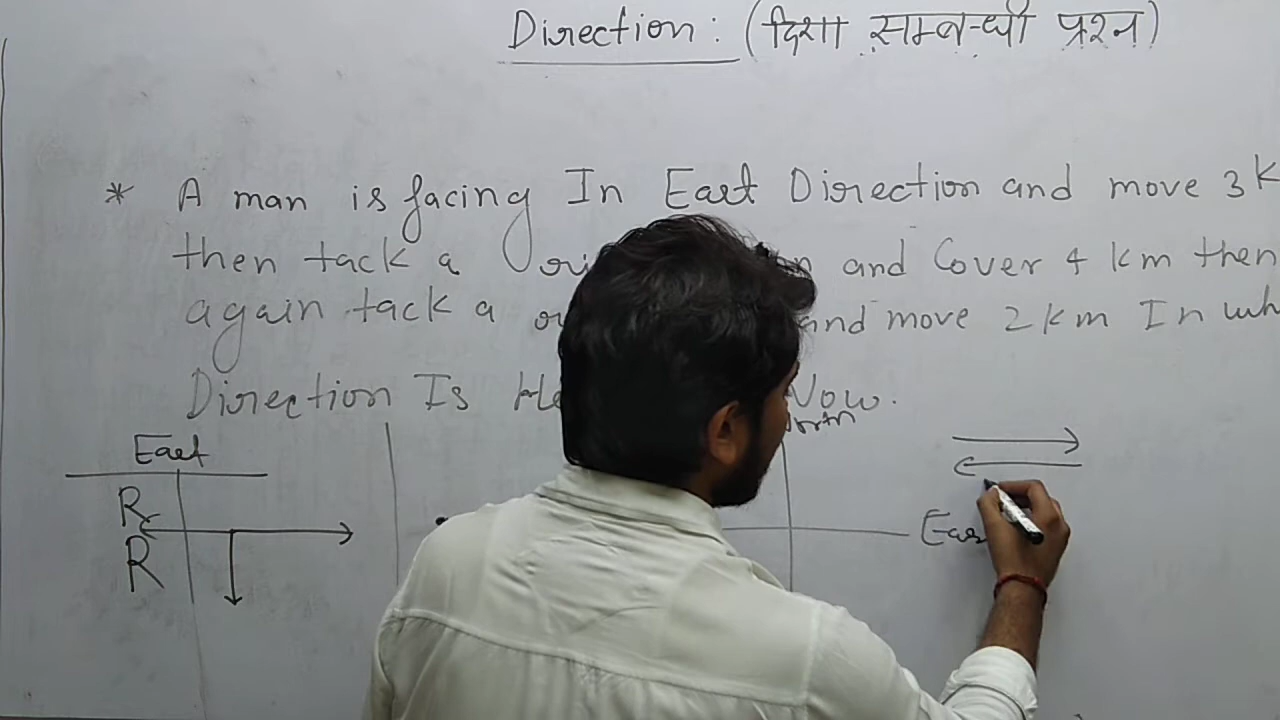 Direction : (दिशा सम्बन्धी प्रश्न)
* A man is facing In East Direction and move 3 K
then tack a and Cover 4 km then
again tack a and move 2 km In wh
Direction Is Now.
East
R
R